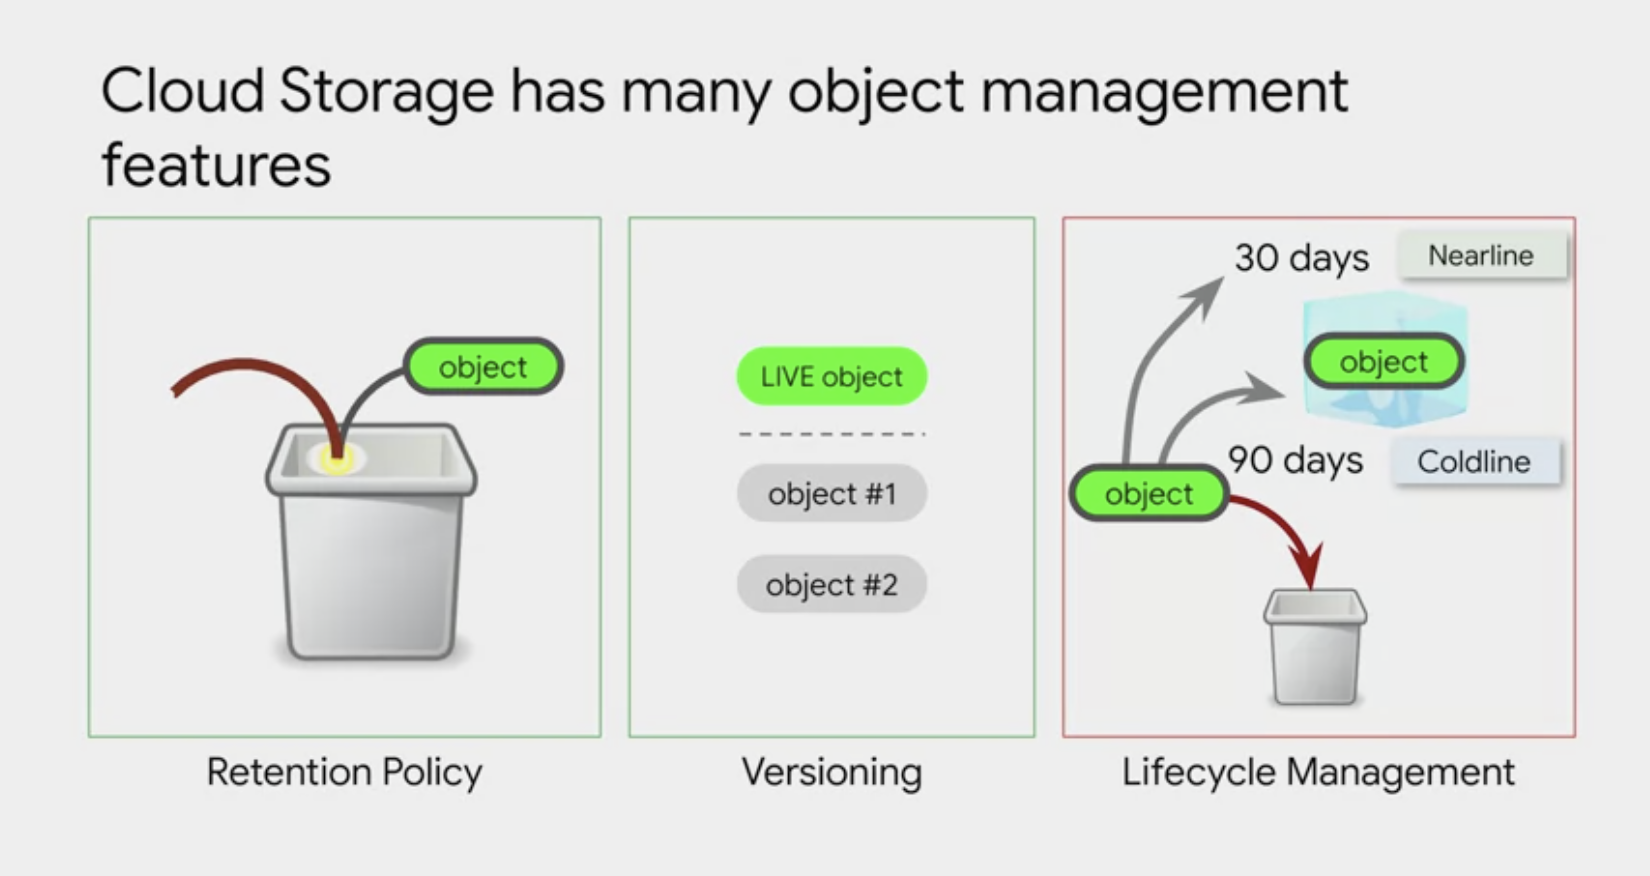 Cloud Storage has many object management
features
object
Retention Policy
LIVE object
object #1
object #2
Versioning
30 days
Nearline
object
90 days
Coldline
object
Lifecycle Management